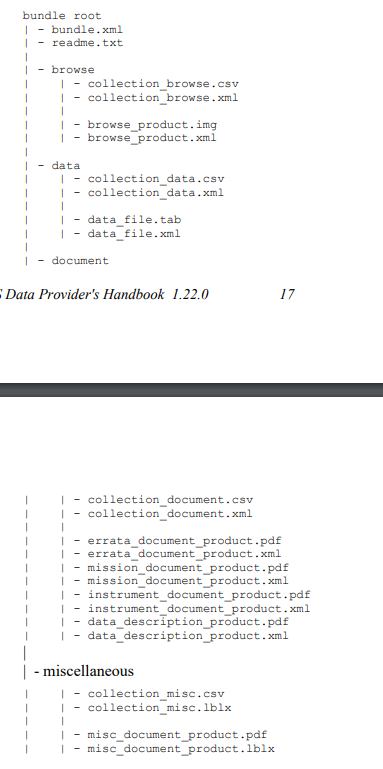 bundle root
| - bundle.xml
| - readme.txt
|
| - browse
| | - collection_browse.csv
| | - collection_browse.xml
| |
| | - browse_product.img
| | - browse_product.xml
|
| - data
| | - collection_data.csv
| | - collection_data.xml
| |
| | - data_file.tab
| | - data_file.xml
|
| - document
Data Provider's Handbook 1.22.0 17
| | - collection_document.csv
| | - collection_document.xml
| |
| | - errata_document_product.pdf
| | - errata_document_product.xml
| | - mission_document_product.pdf
| | - mission_document_product.xml
| | - instrument_document_product.pdf
| | - instrument_document_product.xml
| | - data_description_product.pdf
| | - data_description_product.xml
|
| - miscellaneous
| | - collection_misc.csv
| | - collection_misc.lblx
| |
| | - misc_document_product.pdf
| | - misc_document_product.lblx